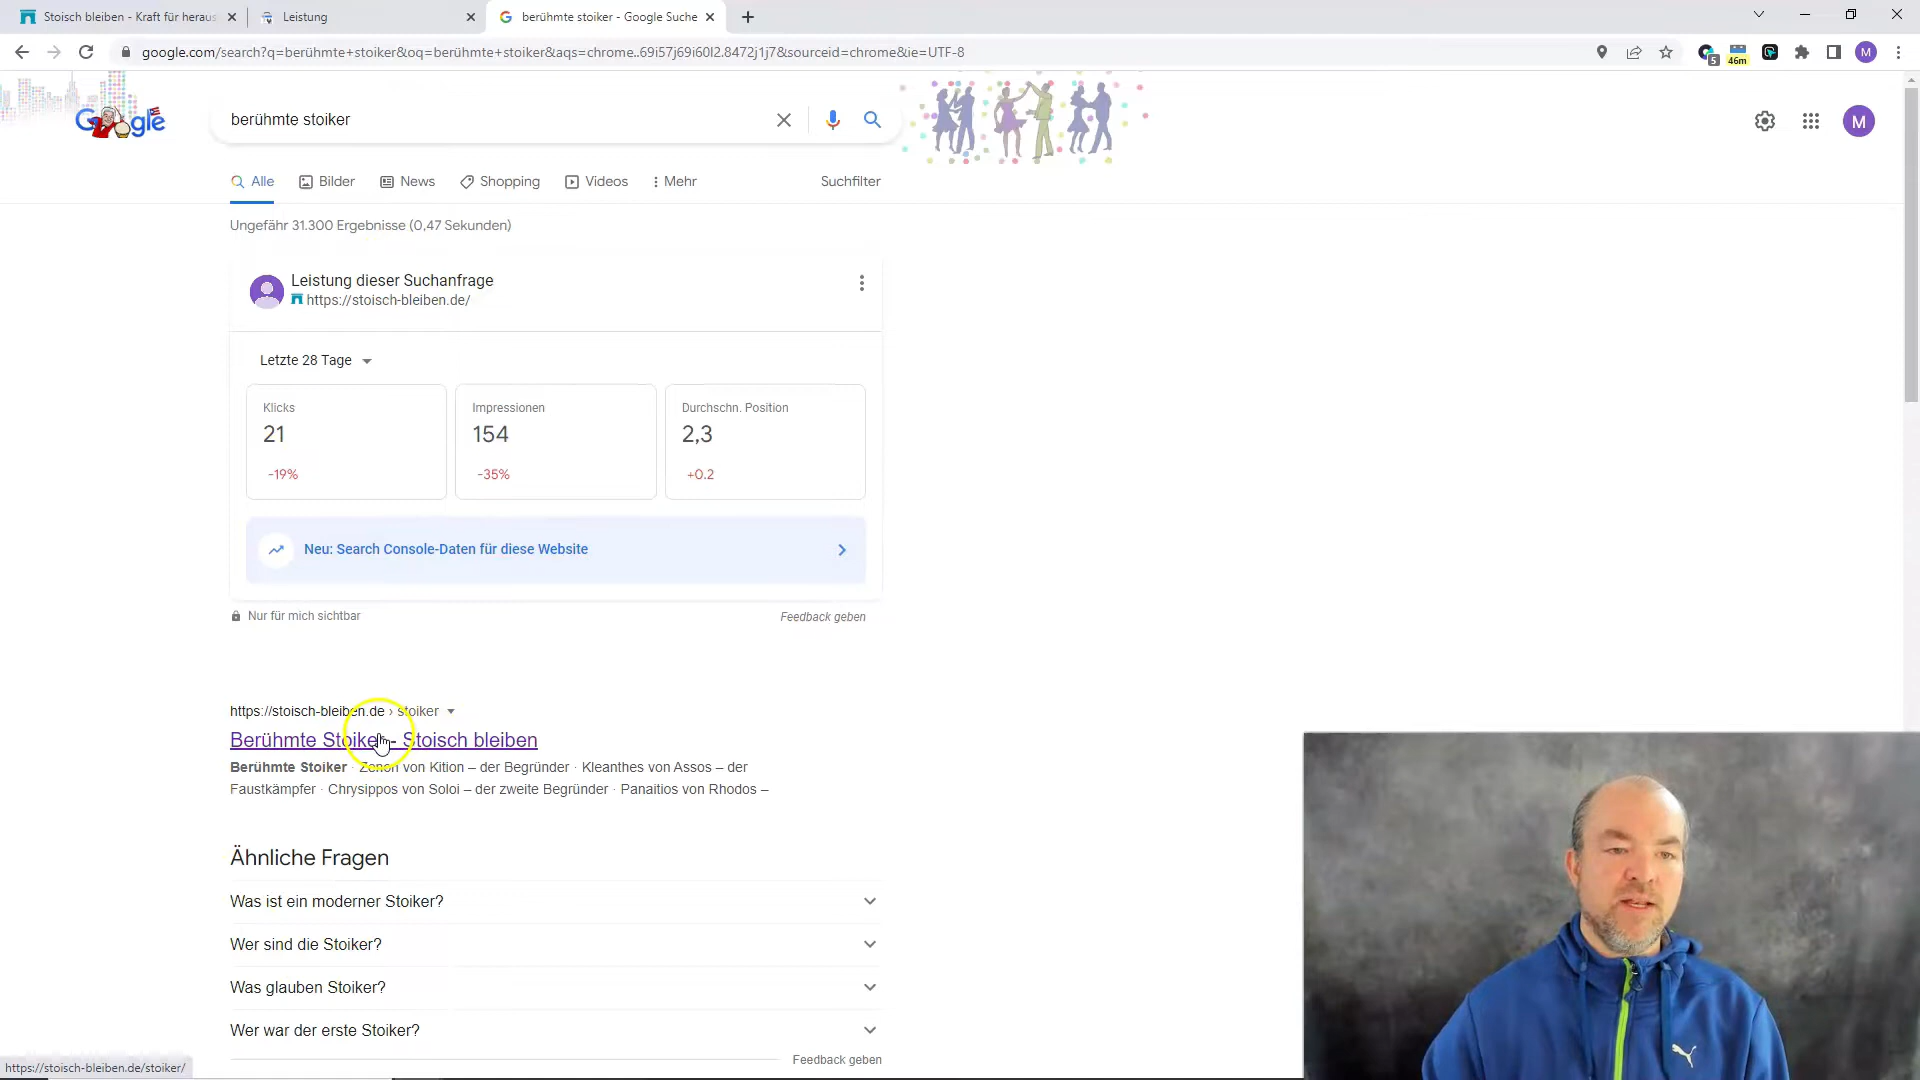 Stoisch bleiben - Kraft für heraus
Leistung
berühmte stoiker - Google Suche
google.com/search?q=berühmte+stoiker&oq=berühmte+stoiker&aqs=chrome..69i57j69i60l2.8472j1j7&sourceid=chrome&ie=UTF-8
5
46m
M
Google
berühmte stoiker
M
Alle
Bilder
News
Shopping
Videos
Mehr
Suchfilter
Ungefähr 31.300 Ergebnisse (0,47 Sekunden)
Leistung dieser Suchanfrage
https://stoisch-bleiben.de/
Letzte 28 Tage
Klicks
21
-19%
Impressionen
154
-35%
Durchschn. Position
2,3
+0.2
Neu: Search Console-Daten für diese Website
Nur für mich sichtbar
Feedback geben
https://stoisch-bleiben.de › stoiker
Berühmte Stoiker - Stoisch bleiben
Berühmte Stoiker · Zenon von Kition – der Begründer · Kleanthes von Assos – der
Faustkämpfer · Chrysippos von Soloi – der zweite Begründer · Panaitios von Rhodos –
Ähnliche Fragen
Was ist ein moderner Stoiker?
Wer sind die Stoiker?
Was glauben Stoiker?
Wer war der erste Stoiker?
Feedback geben
https://stoisch-bleiben.de/stoiker/